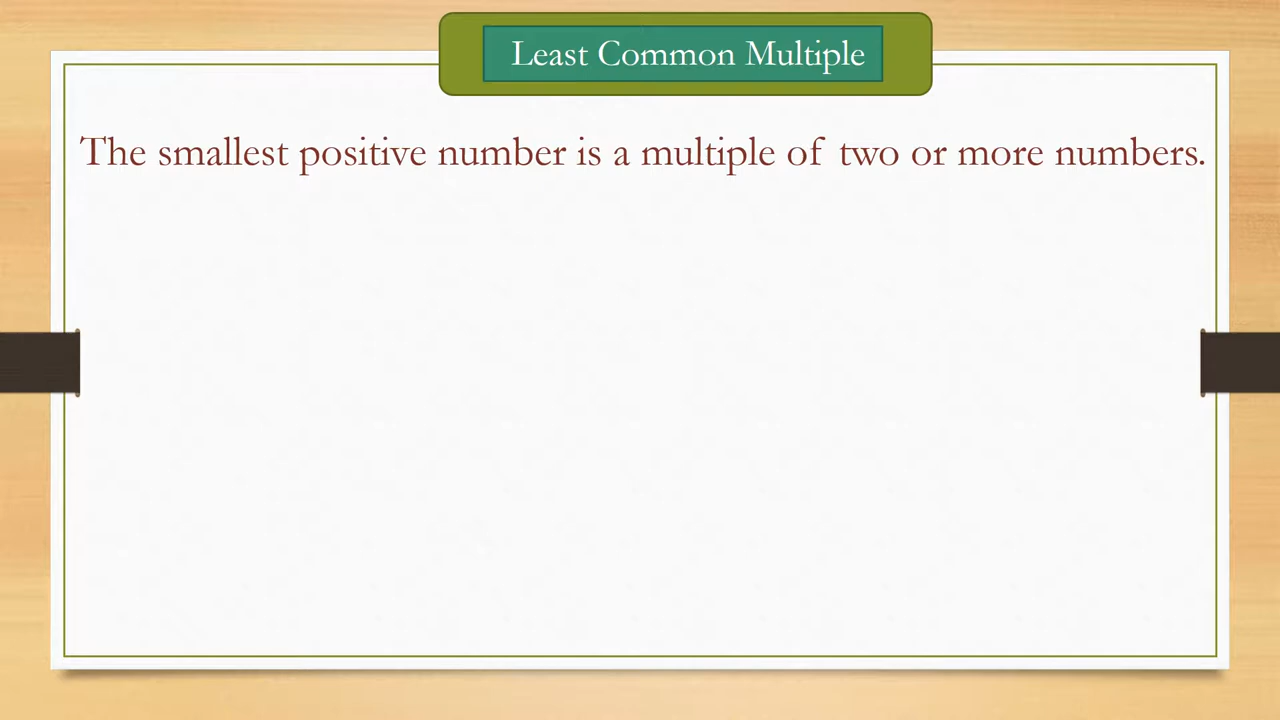 Least Common Multiple
The smallest positive number is a multiple of two or more numbers.